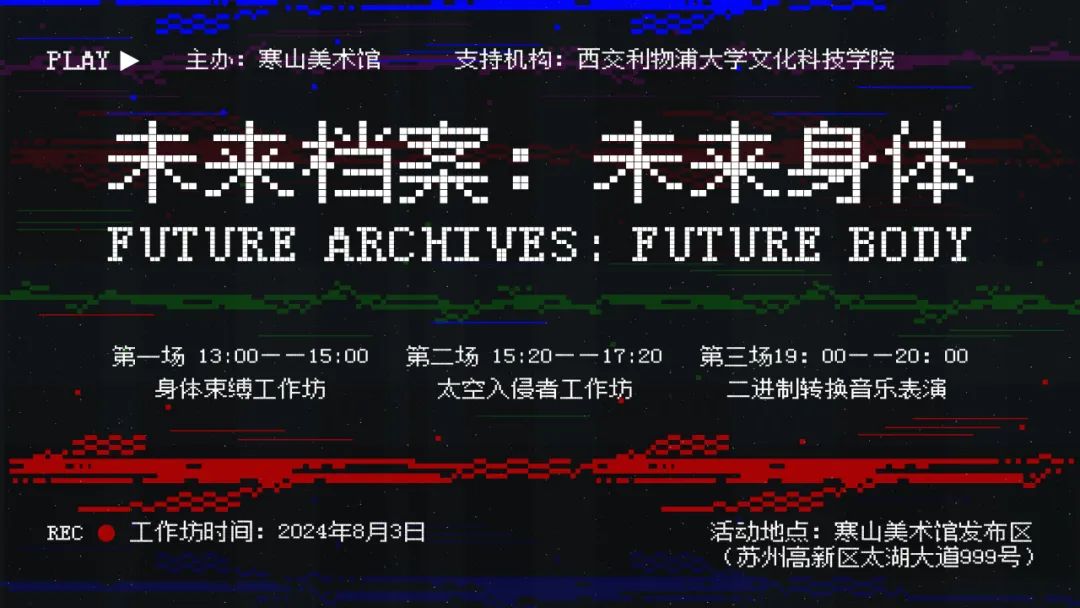 PLAY ▶ 主办：寒山美术馆 支持机构：西交利物浦大学文化科技学院
未来档案：未来身体
FUTURE ARCHIVES: FUTURE BODY
第一场 13:00——15:00 第二场 15:20——17:20 第三场19：00——20：00
身体束缚工作坊 太空入侵者工作坊 二进制转换音乐表演
REC ● 工作坊时间：2024年8月3日 活动地点：寒山美术馆发布区
（苏州高新区太湖大道999号）